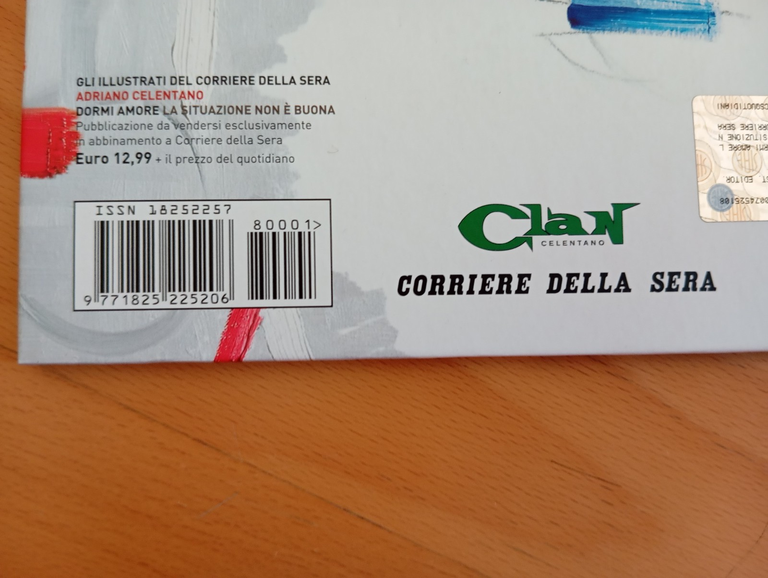 GLI ILLUSTRATI DEL CORRIERE DELLA SERA
ADRIANO CELENTANO
DORMI AMORE LA SITUAZIONE NON È BUONA
Pubblicazione da vendersi esclusivamente
in abbinamento a Corriere della Sera
Euro 12,99 + il prezzo del quotidiano
ISSN 18252257
80001>
9 771825 225206
Clan
CELENTANO
CORRIERE DELLA SERA